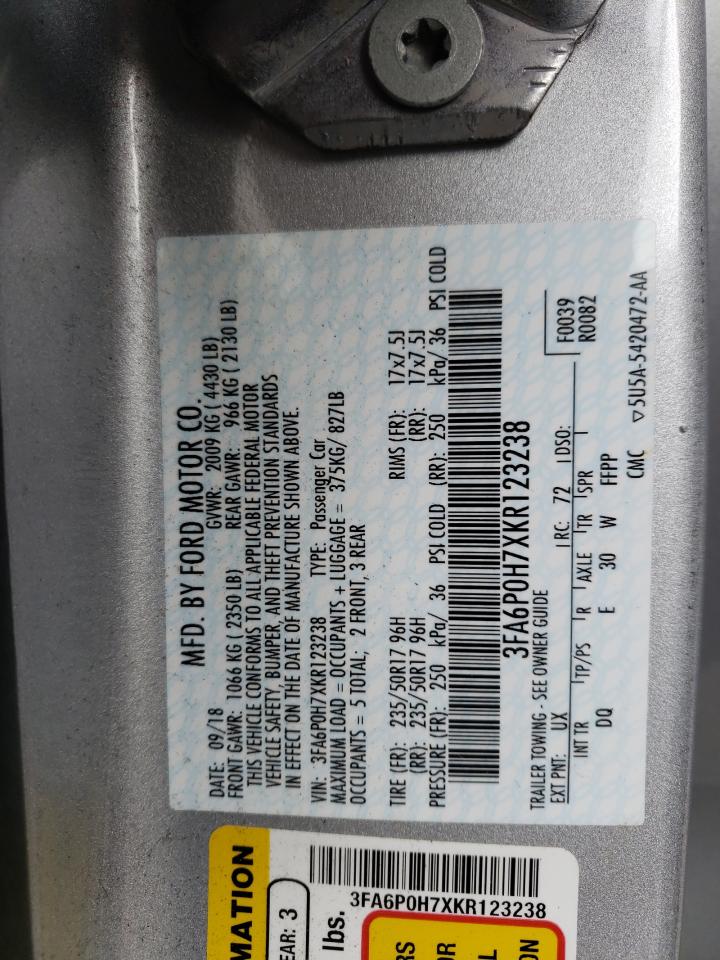 MFD. BY FORD MOTOR CO.
DATE: 09/18 GVWR: 2009 KG ( 4430 LB)
FRONT GAWR: 1066 KG ( 2350 LB) REAR GAWR: 966 KG ( 2130 LB)
THIS VEHICLE CONFORMS TO ALL APPLICABLE FEDERAL MOTOR
VEHICLE SAFETY, BUMPER, AND THEFT PREVENTION STANDARDS
IN EFFECT ON THE DATE OF MANUFACTURE SHOWN ABOVE.
VIN: 3FA6P0H7XKR123238 TYPE: Passenger Car
MAXIMUM LOAD = OCCUPANTS + LUGGAGE = 375KG/ 827LB
OCCUPANTS = 5 TOTAL; 2 FRONT, 3 REAR
TIRE (FR): 235/50R17 96H RIMS (FR): 17x7.5J
(RR): 235/50R17 96H (RR): 17x7.5J
PRESSURE (FR): 250 kPa/ 36 PSI COLD (RR): 250 kPa/ 36 PSI COLD
3FA6P0H7XKR123238
TRAILER TOWING - SEE OWNER GUIDE
EXT PNT: UX RC: 72 DSO: F0039
R0082
INT TR TP/PS R AXLE TR SPR
DQ E 30 W FFPP
CMC ▽ 5U5A-5420472-AA
MATION
EAR: 3
lbs.
3FA6P0H7XKR123238
RS
OR
L
ON